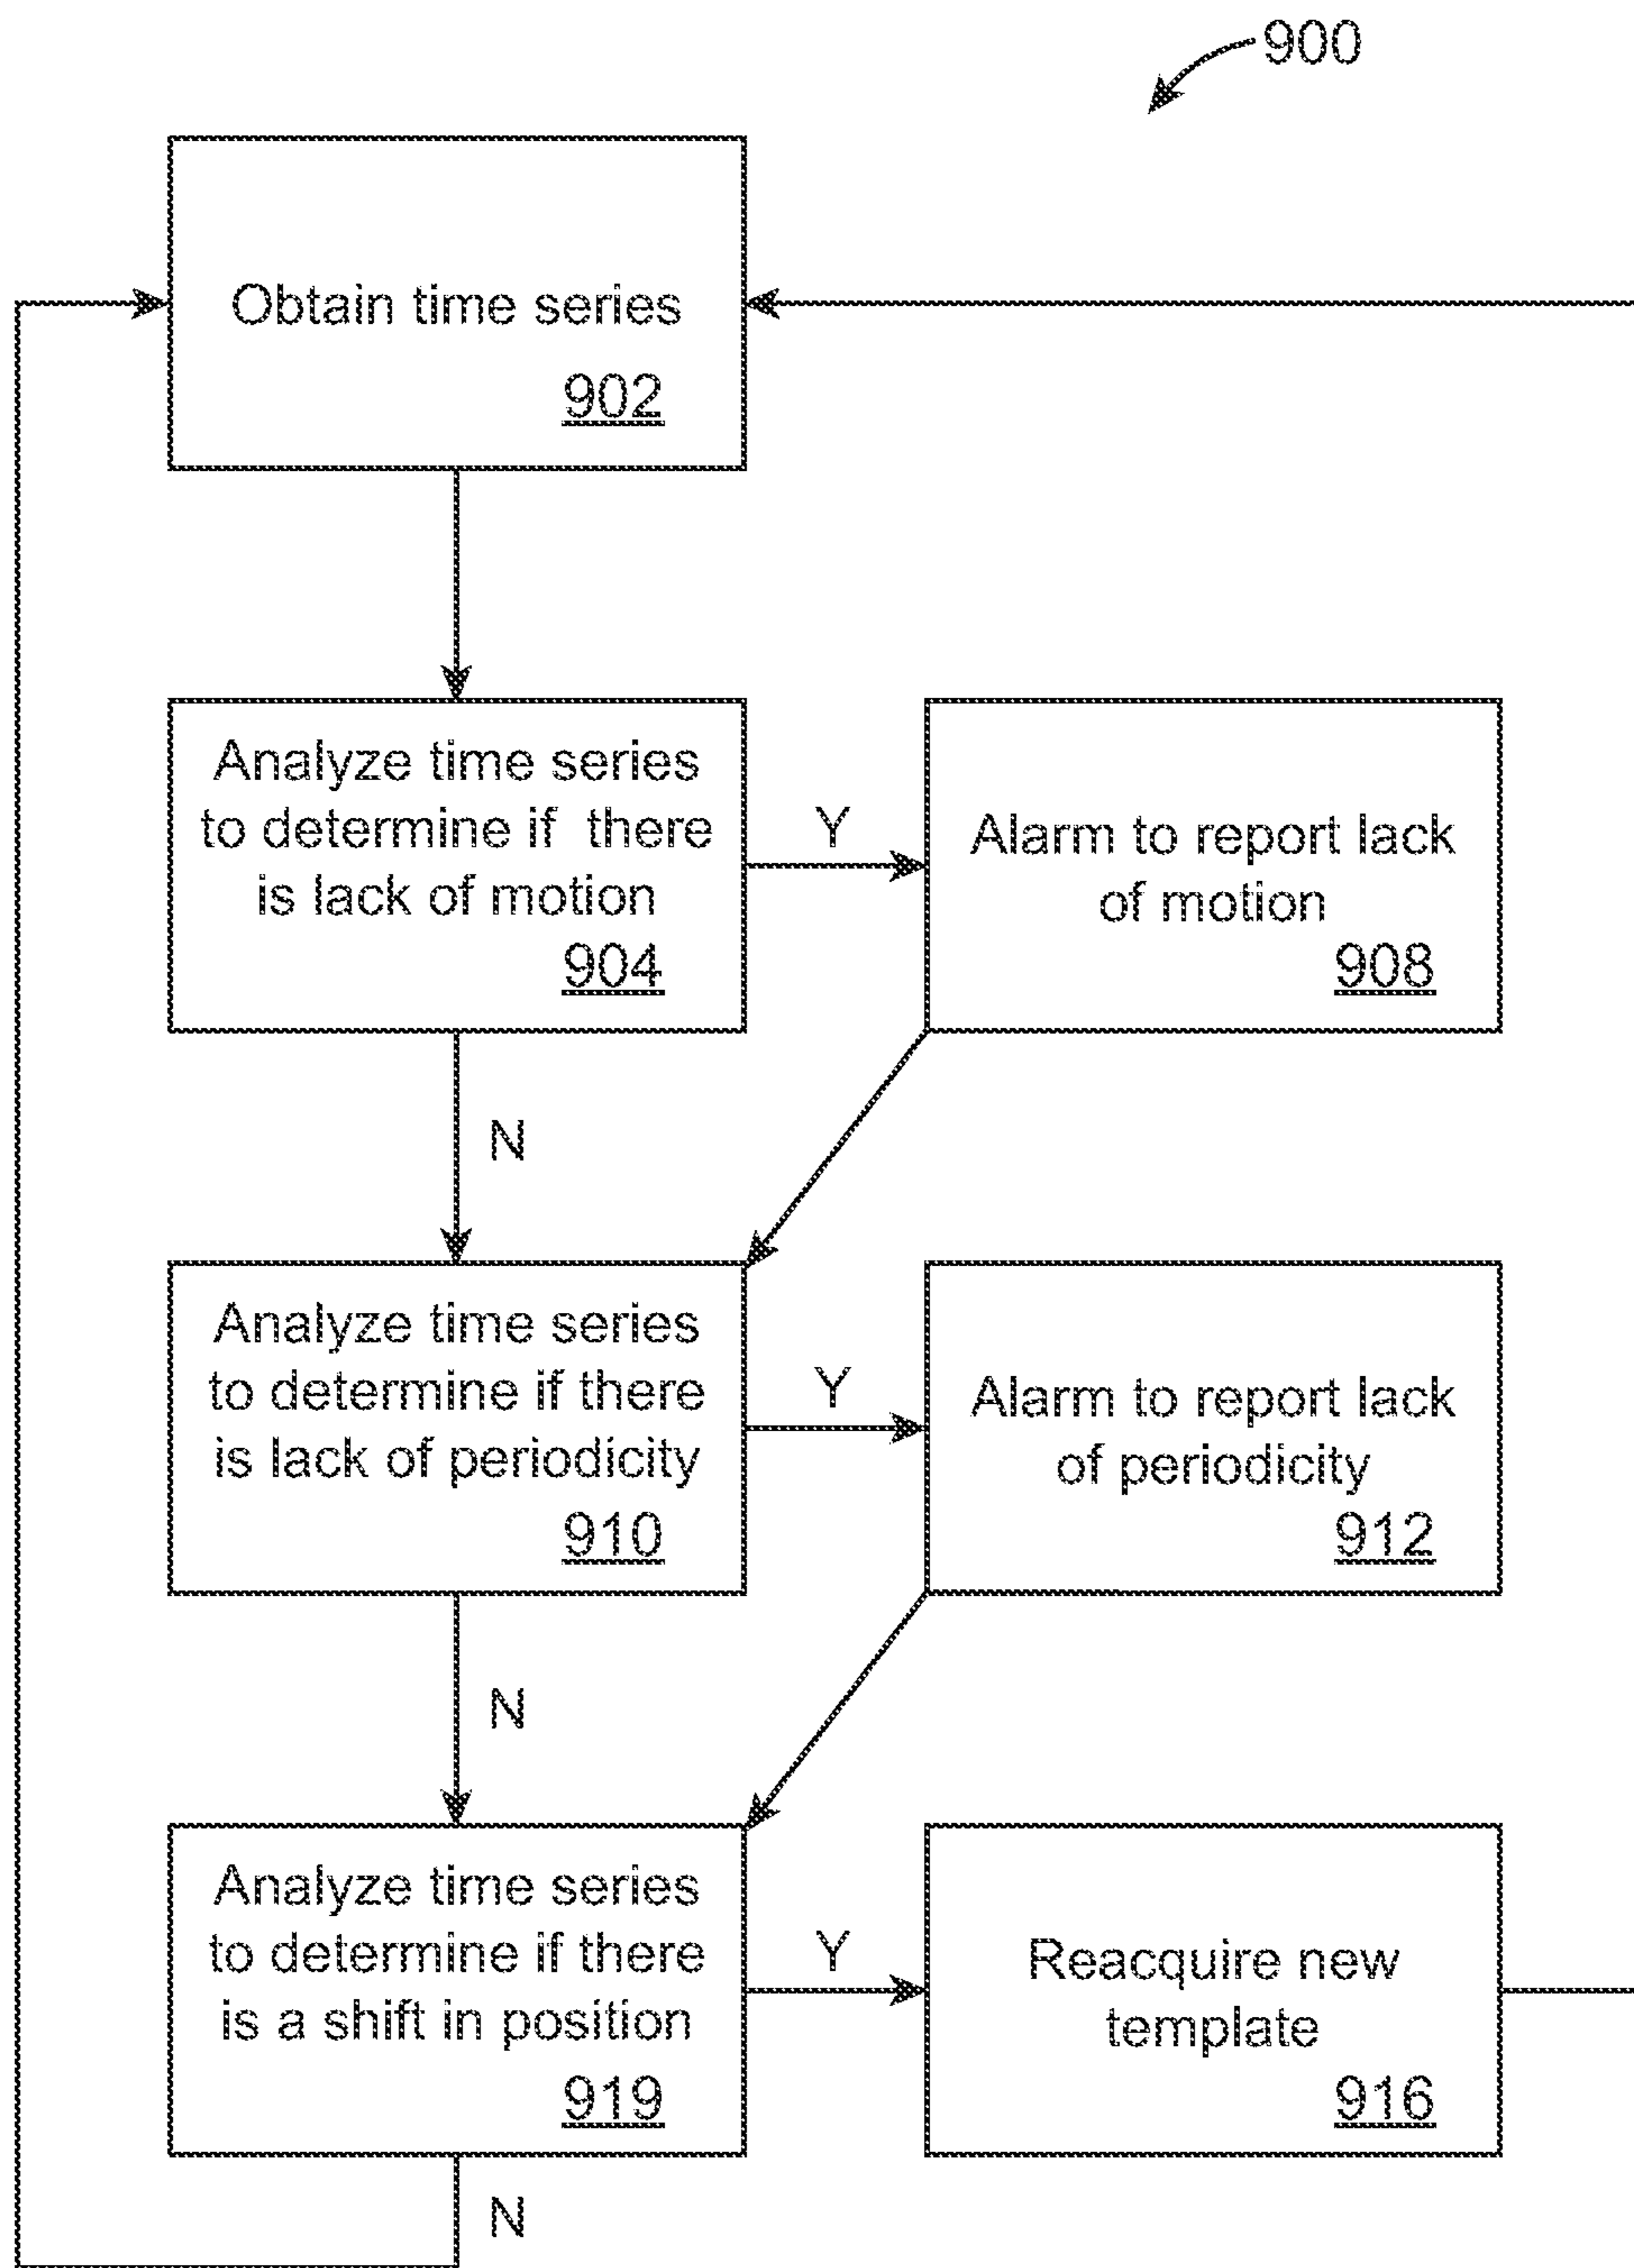 900
Obtain time series
902
Analyze time series
to determine if there
is lack of motion
904
Y
Alarm to report lack
of motion
908
N
Analyze time series
to determine if there
is lack of periodicity
910
Y
Alarm to report lack
of periodicity
912
N
Analyze time series
to determine if there
is a shift in position
919
Y
Reacquire new
template
916
N